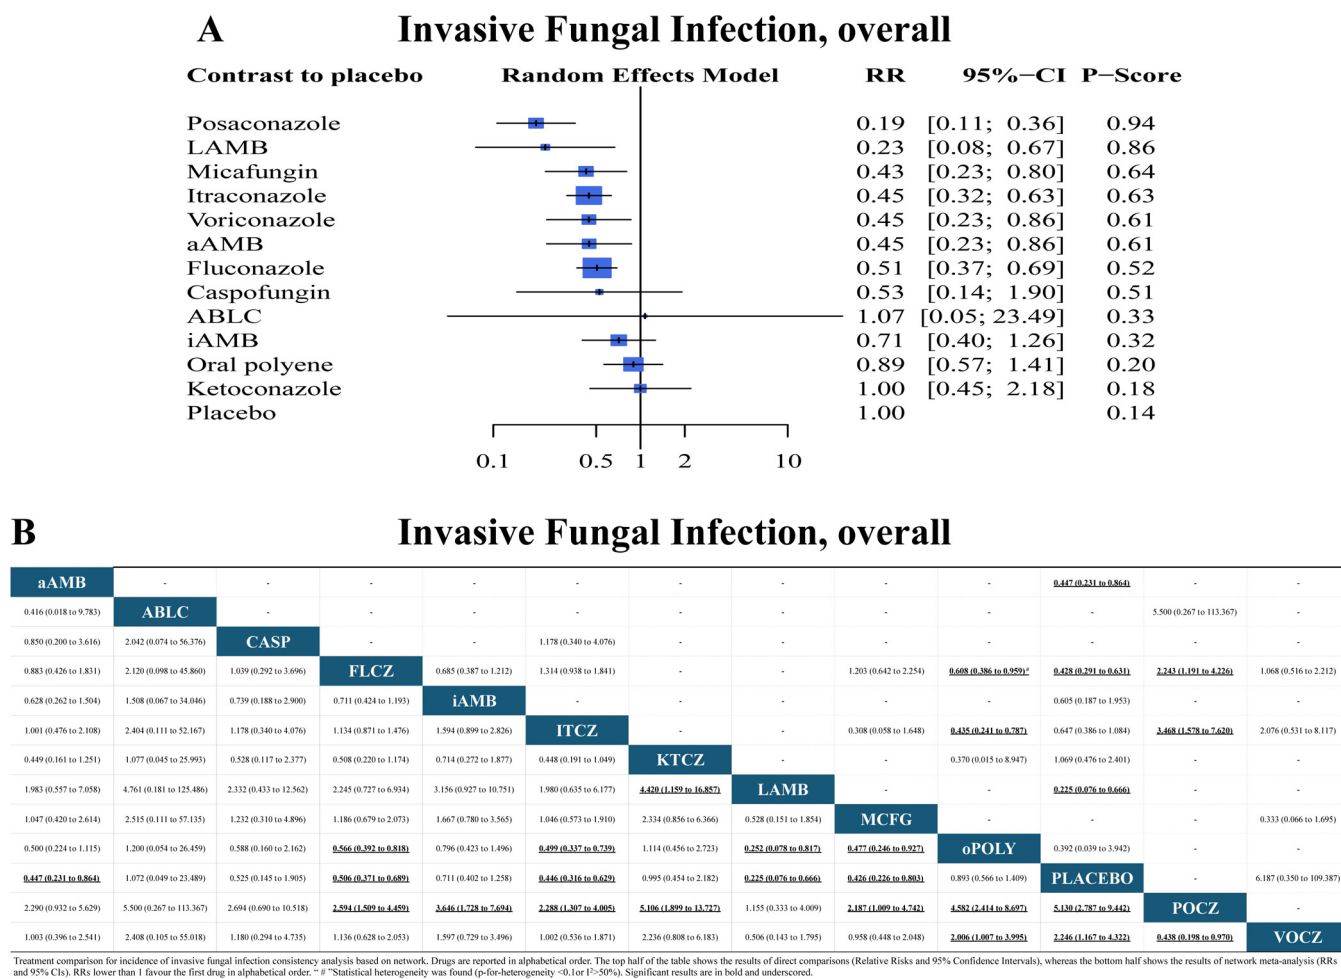 A Invasive Fungal Infection, overall
Contrast to placebo Random Effects Model RR 95%−CI P−Score
Posaconazole 0.19 [0.11; 0.36] 0.94
LAMB 0.23 [0.08; 0.67] 0.86
Micafungin 0.43 [0.23; 0.80] 0.64
Itraconazole 0.45 [0.32; 0.63] 0.63
Voriconazole 0.45 [0.23; 0.86] 0.61
aAMB 0.45 [0.23; 0.86] 0.61
Fluconazole 0.51 [0.37; 0.69] 0.52
Caspofungin 0.53 [0.14; 1.90] 0.51
ABLC 1.07 [0.05; 23.49] 0.33
iAMB 0.71 [0.40; 1.26] 0.32
Oral polyene 0.89 [0.57; 1.41] 0.20
Ketoconazole 1.00 [0.45; 2.18] 0.18
Placebo 1.00 0.14
0.1 0.5 1 2 10
B Invasive Fungal Infection, overall
aAMB - - - - - - - - - 0.447 (0.231 to 0.864) - -
0.416 (0.018 to 9.783) ABLC - - - - - - - - - 5.500 (0.267 to 113.367) -
0.850 (0.200 to 3.616) 2.042 (0.074 to 56.376) CASP - - 1.178 (0.340 to 4.076) - - - - - - -
0.883 (0.426 to 1.831) 2.120 (0.098 to 45.860) 1.039 (0.292 to 3.696) FLCZ 0.685 (0.387 to 1.212) 1.314 (0.938 to 1.841) - - 1.203 (0.642 to 2.254) 0.608 (0.386 to 0.959)# 0.428 (0.291 to 0.631) 2.243 (1.191 to 4.226) 1.068 (0.516 to 2.212)
0.628 (0.262 to 1.504) 1.508 (0.067 to 34.046) 0.739 (0.188 to 2.900) 0.711 (0.424 to 1.193) iAMB - - - - - 0.605 (0.187 to 1.953) - -
1.001 (0.476 to 2.108) 2.404 (0.111 to 52.167) 1.178 (0.340 to 4.076) 1.134 (0.871 to 1.476) 1.594 (0.899 to 2.826) ITCZ - - 0.308 (0.058 to 1.648) 0.435 (0.241 to 0.787) 0.647 (0.386 to 1.084) 3.468 (1.578 to 7.620) 2.076 (0.531 to 8.117)
0.449 (0.161 to 1.251) 1.077 (0.045 to 25.993) 0.528 (0.117 to 2.377) 0.508 (0.220 to 1.174) 0.714 (0.272 to 1.877) 0.448 (0.191 to 1.049) KTCZ - - 0.370 (0.015 to 8.947) 1.069 (0.476 to 2.401) - -
1.983 (0.557 to 7.058) 4.761 (0.181 to 125.486) 2.332 (0.433 to 12.562) 2.245 (0.727 to 6.934) 3.156 (0.927 to 10.751) 1.980 (0.635 to 6.177) 4.420 (1.159 to 16.857) LAMB - - 0.225 (0.076 to 0.666) - -
1.047 (0.420 to 2.614) 2.515 (0.111 to 57.135) 1.232 (0.310 to 4.896) 1.186 (0.679 to 2.073) 1.667 (0.780 to 3.565) 1.046 (0.573 to 1.910) 2.334 (0.856 to 6.366) 0.528 (0.151 to 1.854) MCFG - - - 0.333 (0.066 to 1.695)
0.500 (0.224 to 1.115) 1.200 (0.054 to 26.459) 0.588 (0.160 to 2.162) 0.566 (0.392 to 0.818) 0.796 (0.423 to 1.496) 0.499 (0.337 to 0.739) 1.114 (0.456 to 2.723) 0.252 (0.078 to 0.817) 0.477 (0.246 to 0.927) oPOLY 0.392 (0.039 to 3.942) - -
0.447 (0.231 to 0.864) 1.072 (0.049 to 23.489) 0.525 (0.145 to 1.905) 0.506 (0.371 to 0.689) 0.711 (0.402 to 1.258) 0.446 (0.316 to 0.629) 0.995 (0.454 to 2.182) 0.225 (0.076 to 0.666) 0.426 (0.226 to 0.803) 0.893 (0.566 to 1.409) PLACEBO - 6.187 (0.350 to 109.387)
2.290 (0.932 to 5.629) 5.500 (0.267 to 113.367) 2.694 (0.690 to 10.518) 2.594 (1.509 to 4.459) 3.646 (1.728 to 7.694) 2.288 (1.307 to 4.005) 5.106 (1.899 to 13.727) 1.155 (0.333 to 4.009) 2.187 (1.009 to 4.742) 4.582 (2.414 to 8.697) 5.130 (2.787 to 9.442) POCZ -
1.003 (0.396 to 2.541) 2.408 (0.105 to 55.018) 1.180 (0.294 to 4.735) 1.136 (0.628 to 2.053) 1.597 (0.729 to 3.496) 1.002 (0.536 to 1.871) 2.236 (0.808 to 6.183) 0.506 (0.143 to 1.795) 0.958 (0.448 to 2.048) 2.006 (1.007 to 3.995) 2.246 (1.167 to 4.322) 0.438 (0.198 to 0.970) VOCZ
Treatment comparison for incidence of invasive fungal infection consistency analysis based on network. Drugs are reported in alphabetical order. The top half of the table shows the results of direct comparisons (Relative Risks and 95% Confidence Intervals), whereas the bottom half shows the results of network meta-analysis (RRs
and 95% CIs). RRs lower than 1 favour the first drug in alphabetical order. “ # ”Statistical heterogeneity was found (p-for-heterogeneity <0.1or I²>50%). Significant results are in bold and underscored.